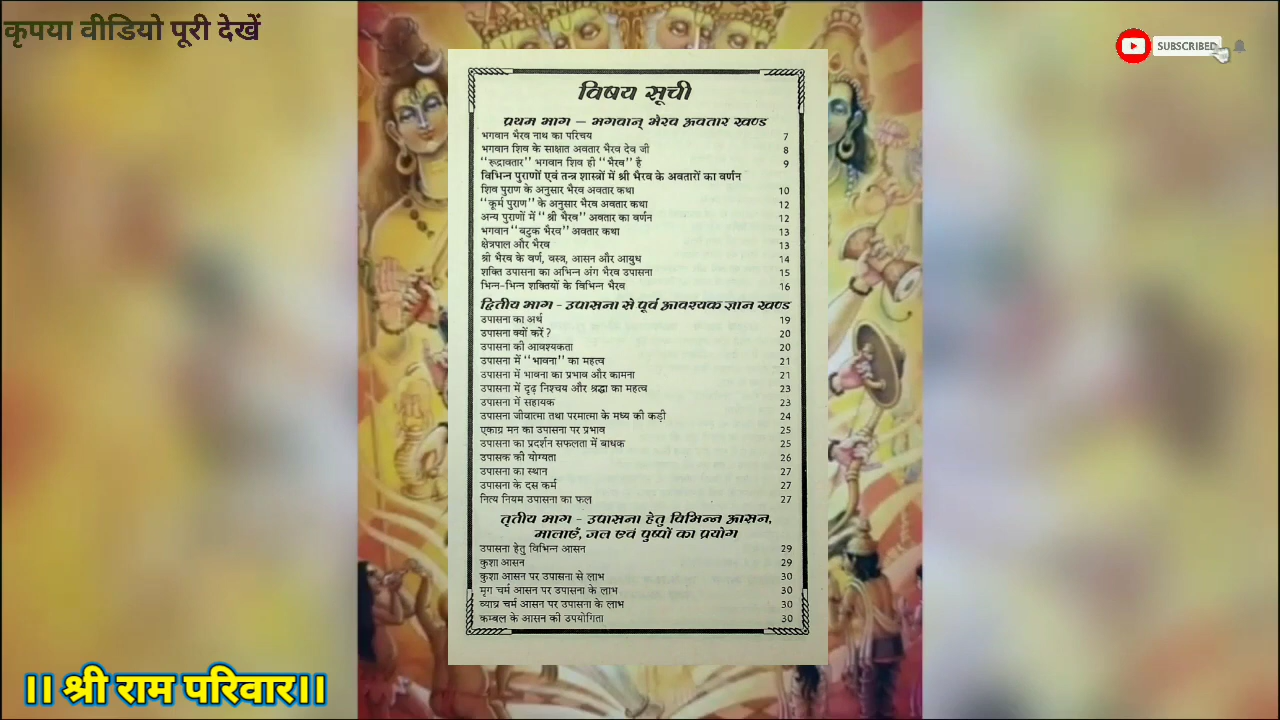 कृपया वीडियो पूरी देखें
SUBSCRIBED
विषय सूची
प्रथम भाग – भगवान् भैरव अवतार खण्ड
भगवान भैरव नाथ का परिचय 7
भगवान शिव के साक्षात अवतार भैरव देव जी 8
‘‘रूद्रावतार’’ भगवान शिव ही ‘‘भैरव’’ है 9
विभिन्न पुराणों एवं तन्त्र शास्त्रों में श्री भैरव के अवतारों का वर्णन
शिव पुराण के अनुसार भैरव अवतार कथा 10
‘‘कूर्म पुराण’’ के अनुसार भैरव अवतार कथा 12
अन्य पुराणों में ‘‘श्री भैरव’’ अवतार का वर्णन 12
भगवान ‘‘बटुक भैरव’’ अवतार कथा 13
क्षेत्रपाल और भैरव 13
श्री भैरव के वर्ण, वस्त्र, आसन और आयुध 14
शक्ति उपासना का अभिन्न अंग भैरव उपासना 15
भिन्न-भिन्न शक्तियों के विभिन्न भैरव 16
द्वितीय भाग - उपासना से पूर्व आवश्यक ज्ञान खण्ड
उपासना का अर्थ 19
उपासना क्यों करें ? 20
उपासना की आवश्यकता 20
उपासना में ‘‘भावना’’ का महत्व 21
उपासना में भावना का प्रभाव और कामना 21
उपासना में दृढ़ निश्चय और श्रद्धा का महत्व 23
उपासना में सहायक 23
उपासना जीवात्मा तथा परमात्मा के मध्य की कड़ी 24
एकाग्र मन का उपासना पर प्रभाव 25
उपासना का प्रदर्शन सफलता में बाधक 25
उपासक की योग्यता 26
उपासना का स्थान 27
उपासना के दस कर्म 27
नित्य नियम उपासना का फल 27
तृतीय भाग - उपासना हेतु विभिन्न आसन,
मालाएँ, जल एवं पुष्पों का प्रयोग
उपासना हेतु विभिन्न आसन 29
कुशा आसन 29
कुशा आसन पर उपासना से लाभ 30
मृग चर्म आसन पर उपासना के लाभ 30
व्याघ्र चर्म आसन पर उपासना के लाभ 30
कम्बल के आसन की उपयोगिता 30
।। श्री राम परिवार।।